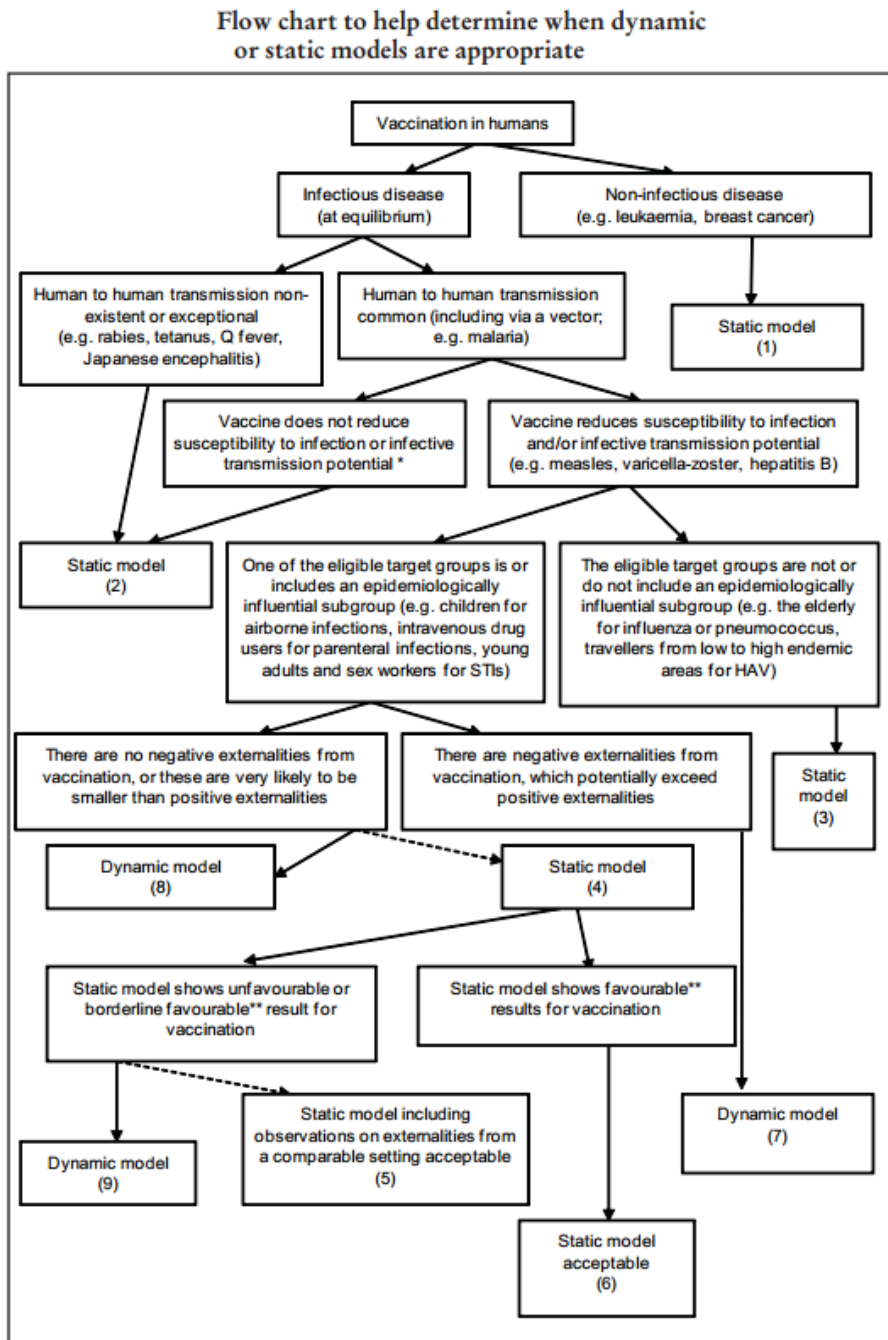 Flow chart to help determine when dynamic
or static models are appropriate
Vaccination in humans
Infectious disease
(at equilibrium)
Non-infectious disease
(e.g. leukaemia, breast cancer)
Human to human transmission non-
existent or exceptional
(e.g. rabies, tetanus, Q fever,
Japanese encephalitis)
Human to human transmission
common (including via a vector;
e.g. malaria)
Static model
(1)
Vaccine does not reduce
susceptibility to infection or infective
transmission potential *
Vaccine reduces susceptibility to infection
and/or infective transmission potential
(e.g. measles, varicella-zoster, hepatitis B)
Static model
(2)
One of the eligible target groups is or
includes an epidemiologically
influential subgroup (e.g. children for
airborne infections, intravenous drug
users for parenteral infections, young
adults and sex workers for STIs)
The eligible target groups are not or
do not include an epidemiologically
influential subgroup (e.g. the elderly
for influenza or pneumococcus,
travellers from low to high endemic
areas for HAV)
There are no negative externalities from
vaccination, or these are very likely to be
smaller than positive externalities
There are negative externalities from
vaccination, which potentially exceed
positive externalities
Static
model
(3)
Dynamic model
(8)
Static model
(4)
Static model shows unfavourable or
borderline favourable** result for
vaccination
Static model shows favourable**
results for vaccination
Dynamic model
(9)
Static model including
observations on externalities from
a comparable setting acceptable
(5)
Dynamic model
(7)
Static model
acceptable
(6)